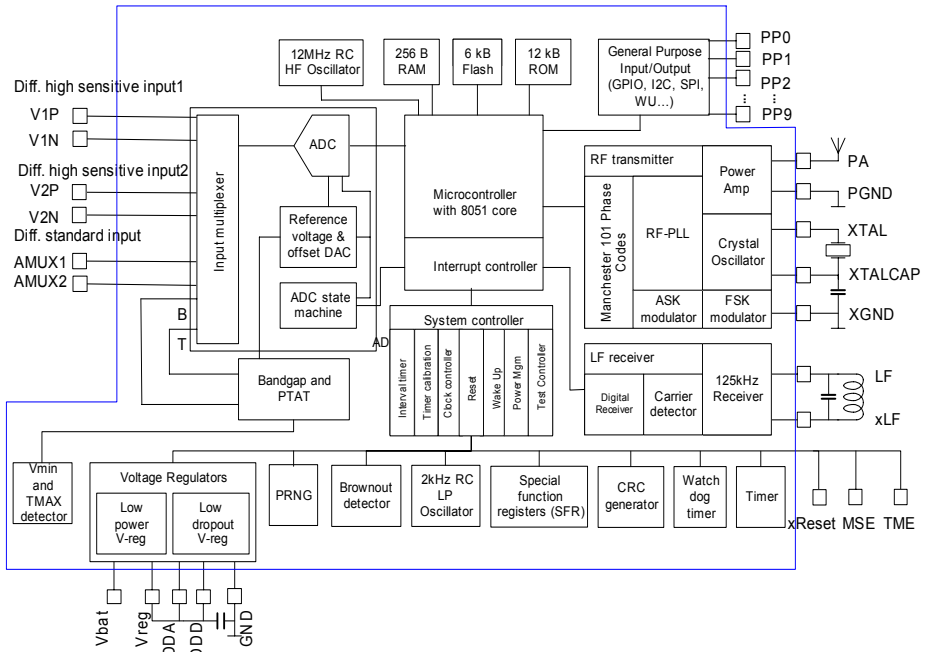 12MHz RC
HF Oscillator
256 B
RAM
6 kB
Flash
12 kB
ROM
General Purpose
Input/Output
(GPIO, I2C, SPI,
WU...)
PP0
PP1
PP2
PP9
Diff. high sensitive input1
V1P
V1N
Diff. high sensitive input2
V2P
V2N
Diff. standard input
AMUX1
AMUX2
Input multiplexer
B
T
ADC
Reference
voltage &
offset DAC
ADC state
machine
AD
Microcontroller
with 8051 core
Interrupt controller
RF transmitter
Manchester 101 Phase
Codes
RF-PLL
ASK
modulator
Power
Amp
Crystal
Oscillator
FSK
modulator
PA
PGND
XTAL
XTALCAP
XGND
System controller
Interval timer
Timer calibration
Clock controller
Reset
Wake Up
Power Mgm
Test Controller
LF receiver
Digital
Receiver
Carrier
detector
125kHz
Receiver
LF
xLF
Bandgap and
PTAT
Vmin
and
TMAX
detector
Voltage Regulators
Low
power
V-reg
Low
dropout
V-reg
PRNG
Brownout
detector
2kHz RC
LP
Oscillator
Special
function
registers (SFR)
CRC
generator
Watch
dog
timer
Timer
xReset
MSE
TME
Vbat
Vreg
DDA
DDD
GND